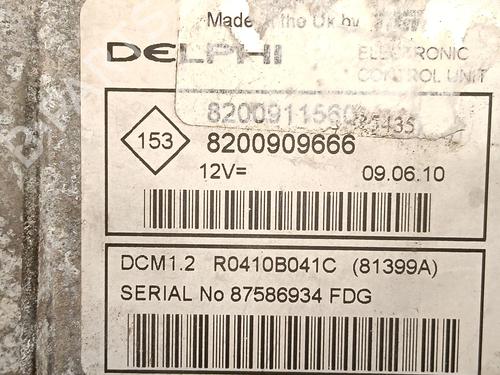 Made in the UK by
DELPHI
ELECTRONIC
CONTROL UNIT
8200911560
153
8200909666
12V=
09.06.10
DCM1.2 R0410B041C (81399A)
SERIAL No 87586934 FDG